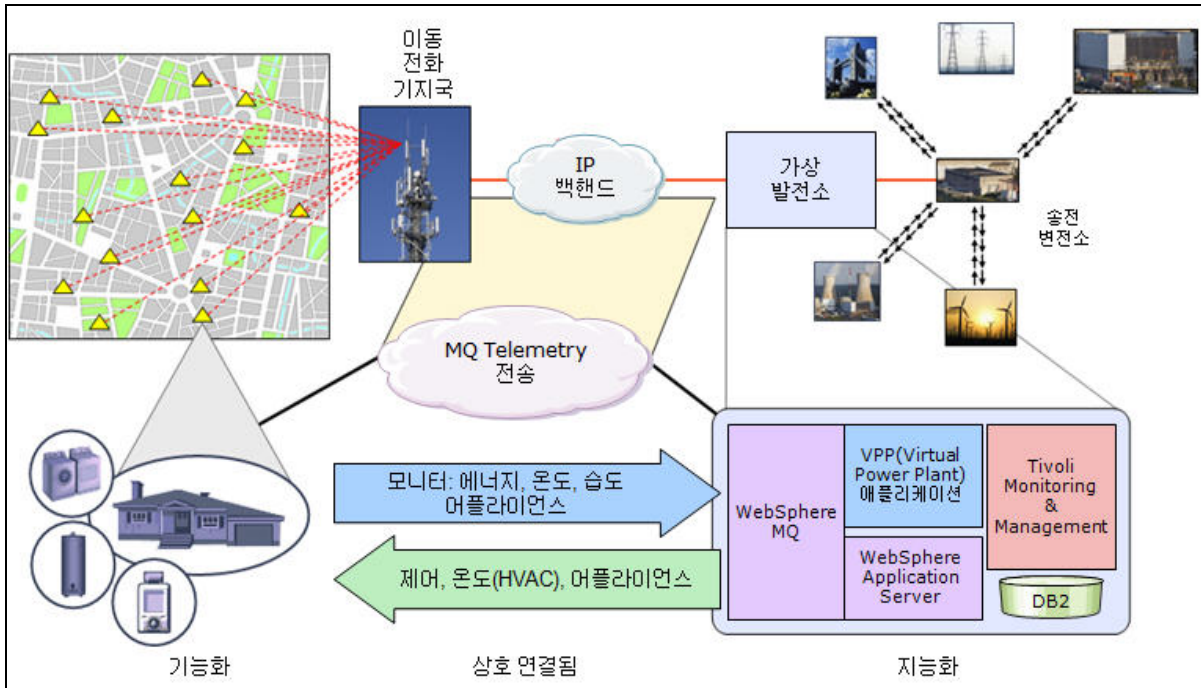 이동
전화
기지국
IP
백핸드
가상
발전소
송전
변전소
MQ Telemetry
전송
모니터: 에너지, 온도, 습도
어플라이언스
제어, 온도(HVAC), 어플라이언스
WebSphere
MQ
VPP(Virtual
Power Plant)
애플리케이션
WebSphere
Application
Server
Tivoli
Monitoring
&
Management
DB2
기능화
상호 연결됨
지능화